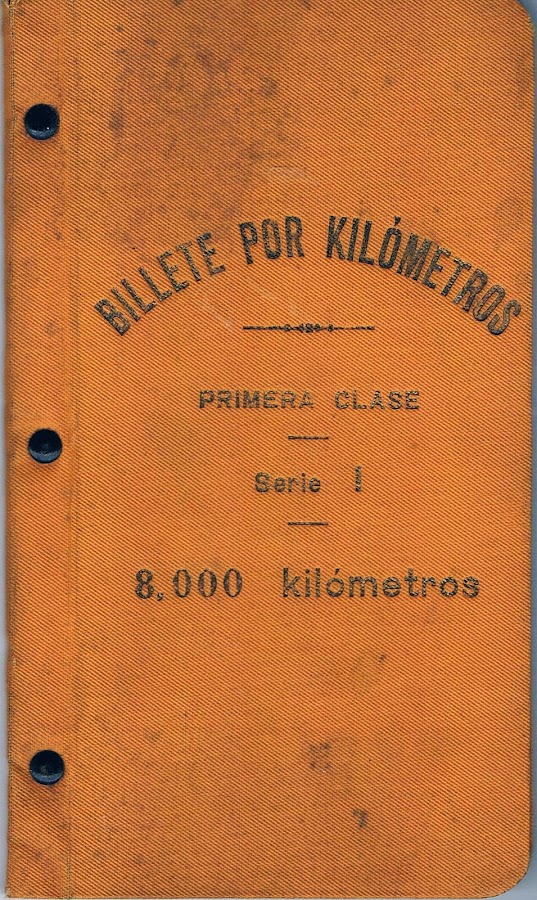 BILLETE POR KILÓMETROS
PRIMERA CLASE
Serie I
8,000 kilómetros